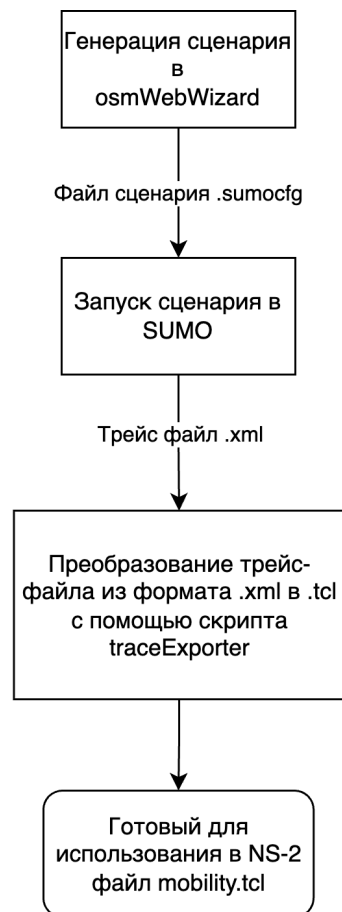 Генерация сценария
в
osmWebWizard
Файл сценария .sumocfg
Запуск сценария в
SUMO
Трейс файл .xml
Преобразование трейс-
файла из формата .xml в .tcl
с помощью скрипта
traceExporter
Готовый для
использования в NS-2
файл mobility.tcl